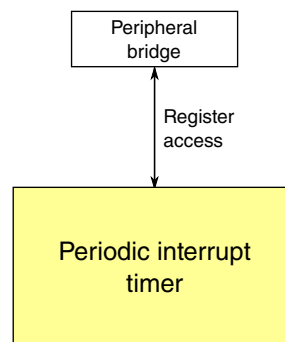 Peripheral
bridge
Register
access
Periodic interrupt
timer